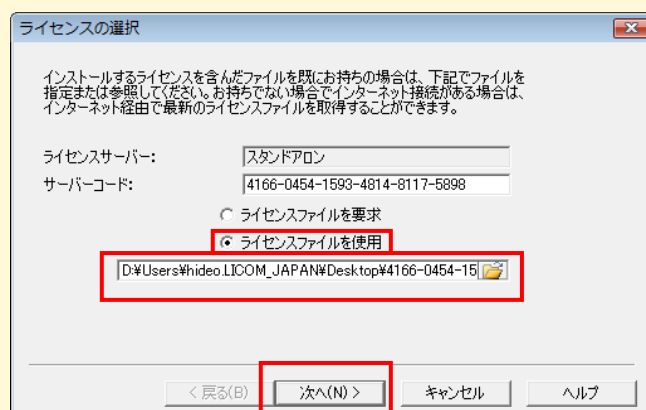 ライセンスの選択
インストールするライセンスを含んだファイルを既にお持ちの場合は、下記でファイルを
指定または参照してください。お持ちでない場合でインターネット接続がある場合は、
インターネット経由で最新のライセンスファイルを取得することができます。
ライセンスサーバー: スタンドアロン
サーバーコード: 4166-0454-1593-4814-8117-5898
ライセンスファイルを要求
ライセンスファイルを使用
D:¥Users¥hideo.LICOM_JAPAN¥Desktop¥4166-0454-15
< 戻る(B) 次へ(N) > キャンセル ヘルプ